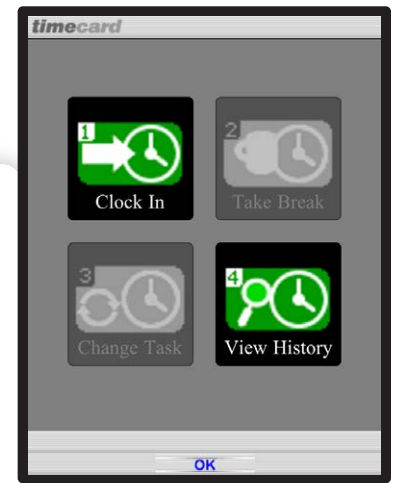 timecard
1
Clock In
2
Take Break
3
Change Task
4
View History
OK